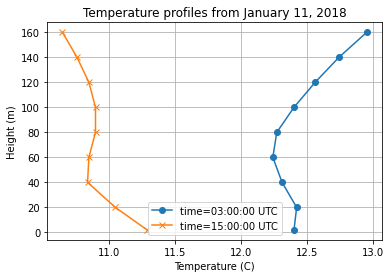 Temperature profiles from January 11, 2018
Height (m)
160
140
120
100
80
60
40
20
0
time=03:00:00 UTC
time=15:00:00 UTC
11.0 11.5 12.0 12.5 13.0
Temperature (C)